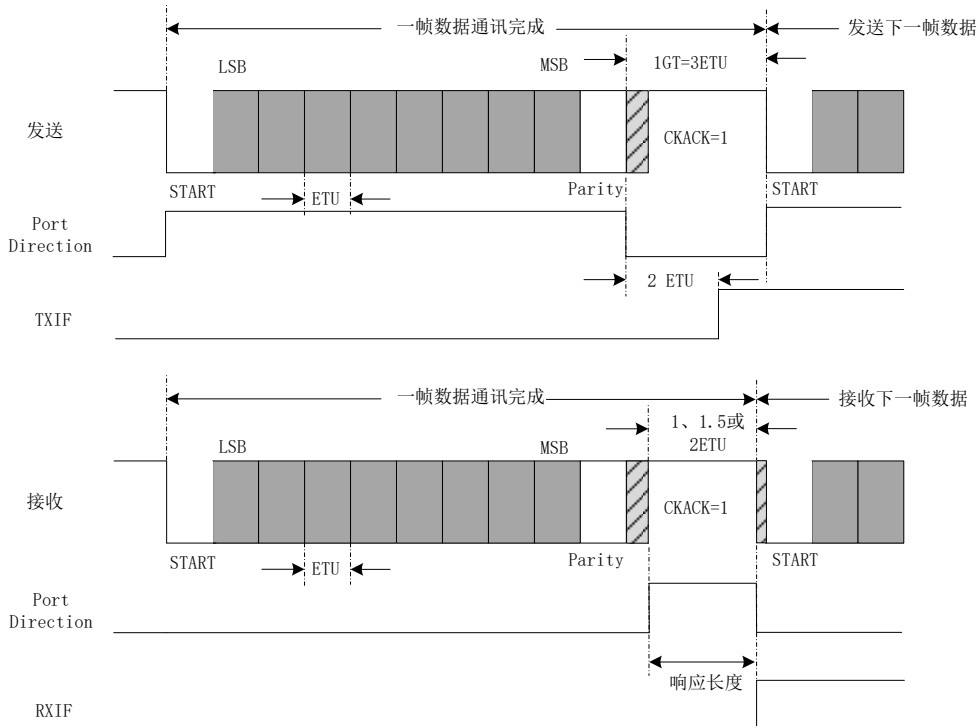 一帧数据通讯完成
发送下一帧数据
LSB
MSB
1GT=3ETU
发送
CKACK=1
START
ETU
Parity
START
Port
Direction
2 ETU
TXIF
一帧数据通讯完成
接收下一帧数据
1、1.5或
2ETU
LSB
MSB
接收
CKACK=1
START
ETU
Parity
START
Port
Direction
响应长度
RXIF